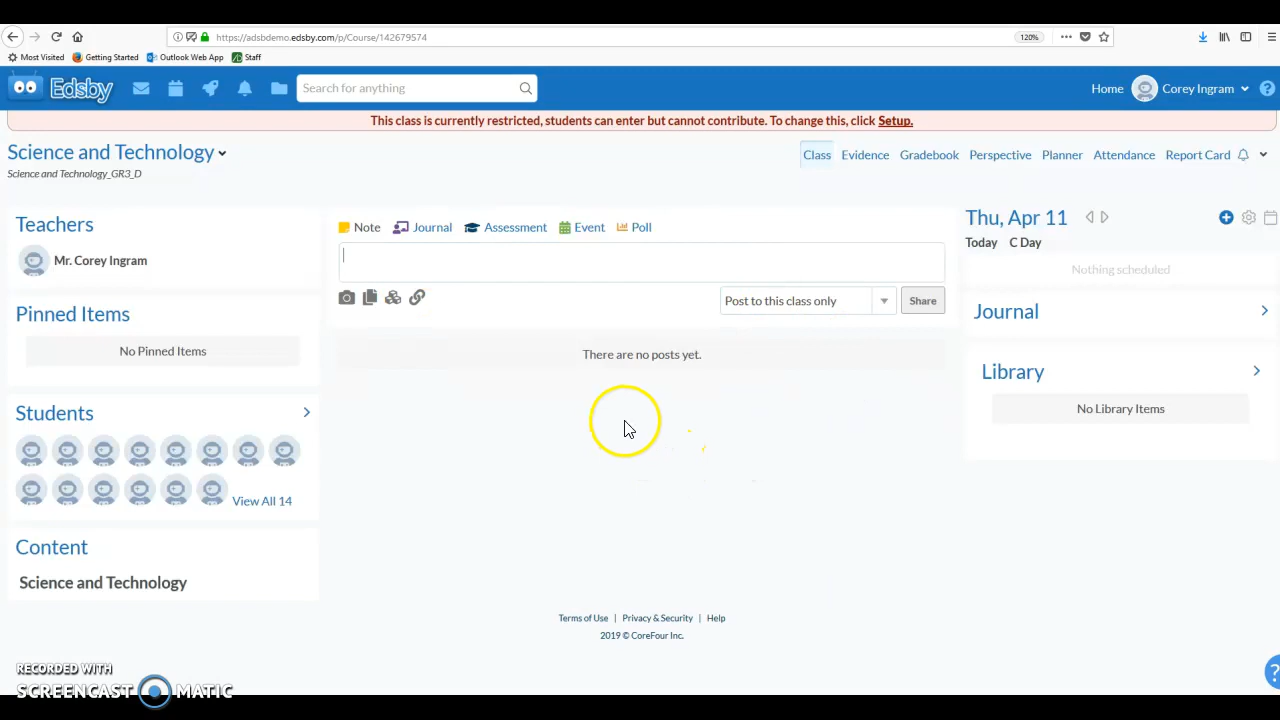 https://adsbdemo.edsby.com/p/Course/142679574
120%
Most Visited Getting Started Outlook Web App Staff
Edsby
Search for anything
Home Corey Ingram
This class is currently restricted, students can enter but cannot contribute. To change this, click Setup.
Science and Technology
Science and Technology_GR3_D
Class Evidence Gradebook Perspective Planner Attendance Report Card
Teachers
Mr. Corey Ingram
Pinned Items
No Pinned Items
Students
View All 14
Content
Science and Technology
Note Journal Assessment Event Poll
Post to this class only
Share
There are no posts yet.
Thu, Apr 11
Today C Day
Nothing scheduled
Journal
Library
No Library Items
Terms of Use | Privacy & Security | Help
2019 © CoreFour Inc.
RECORDED WITH
SCREENCAST MATIC